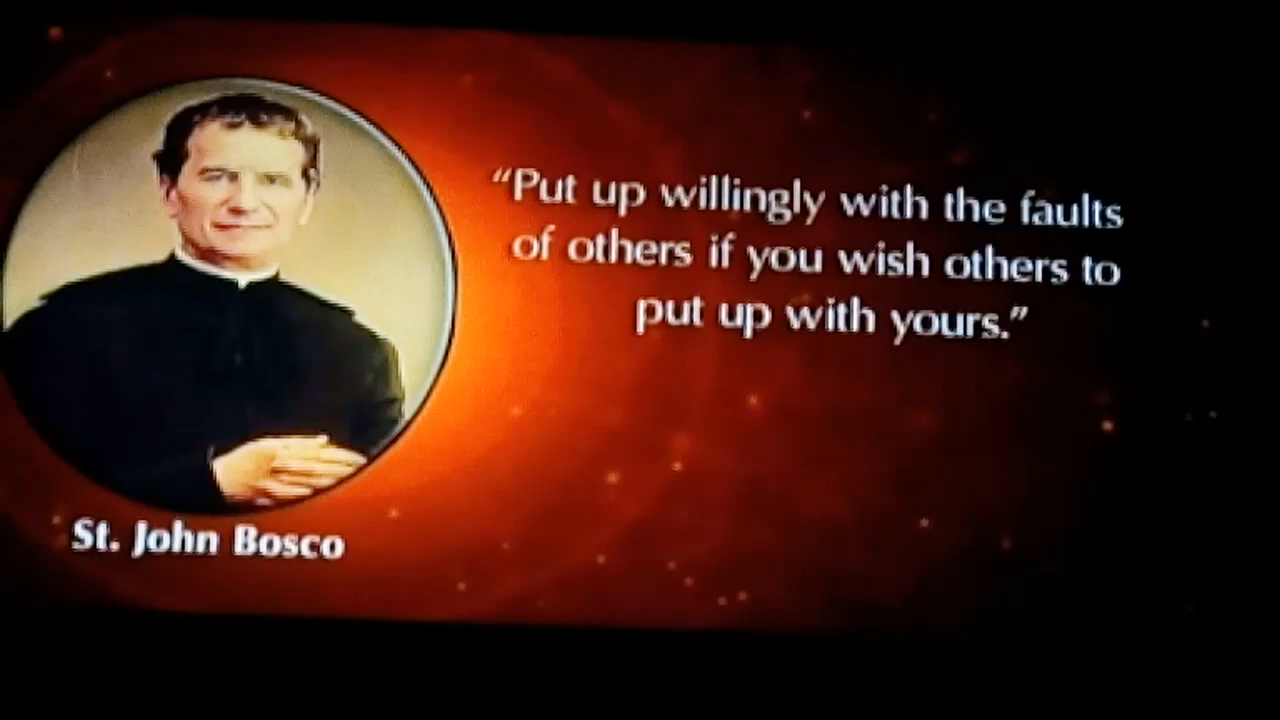 “Put up willingly with the faults
of others if you wish others to
put up with yours.”
St. John Bosco